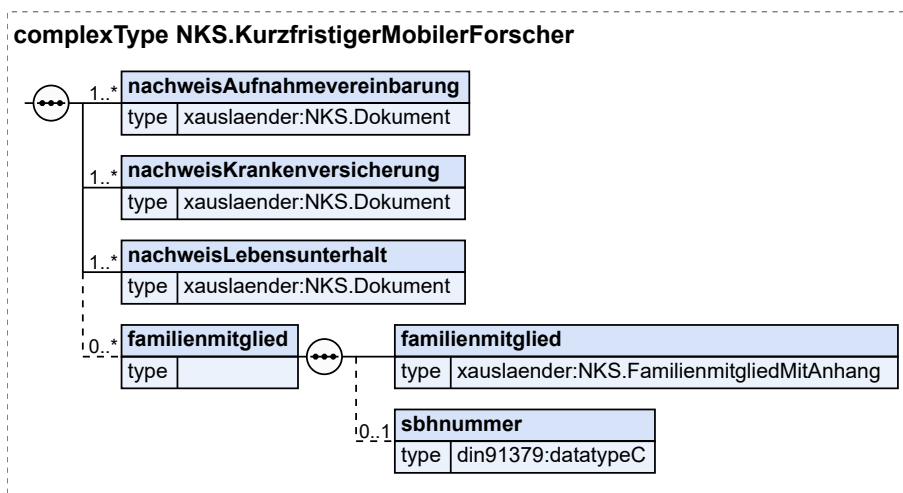 complexType NKS.KurzfristigerMobilerForscher
1..* nachweisAufnahmevereinbarung
type xauslaender:NKS.Dokument
1..* nachweisKrankenversicherung
type xauslaender:NKS.Dokument
1..* nachweisLebensunterhalt
type xauslaender:NKS.Dokument
0..* familienmitglied familienmitglied
type type xauslaender:NKS.FamilienmitgliedMitAnhang
0..1 sbhnummer
type din91379:datatypeC